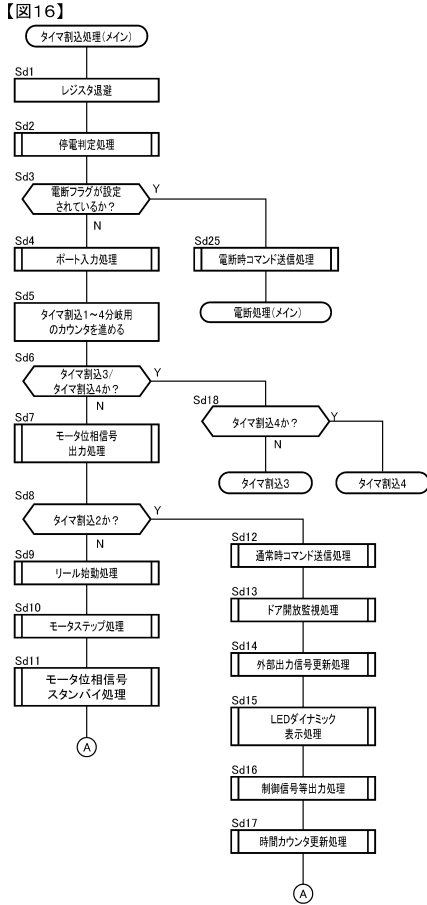 【図16】
タイマ割込処理(メイン)
Sd1
レジスタ退避
Sd2
停電判定処理
Sd3
電断フラグが設定
されているか？
Y
N
Sd4
ポート入力処理
Sd25
電断時コマンド送信処理
電断処理(メイン)
Sd5
タイマ割込1～4分岐用
のカウンタを進める
Sd6
タイマ割込3/
タイマ割込4か？
Y
N
Sd18
タイマ割込4か？
Y
N
タイマ割込3
タイマ割込4
Sd7
モータ位相信号
出力処理
Sd8
タイマ割込2か？
Y
N
Sd9
リール始動処理
Sd10
モータステップ処理
Sd11
モータ位相信号
スタンバイ処理
A
Sd12
通常時コマンド送信処理
Sd13
ドア開放監視処理
Sd14
外部出力信号更新処理
Sd15
LEDダイナミック
表示処理
Sd16
制御信号等出力処理
Sd17
時間カウンタ更新処理
A